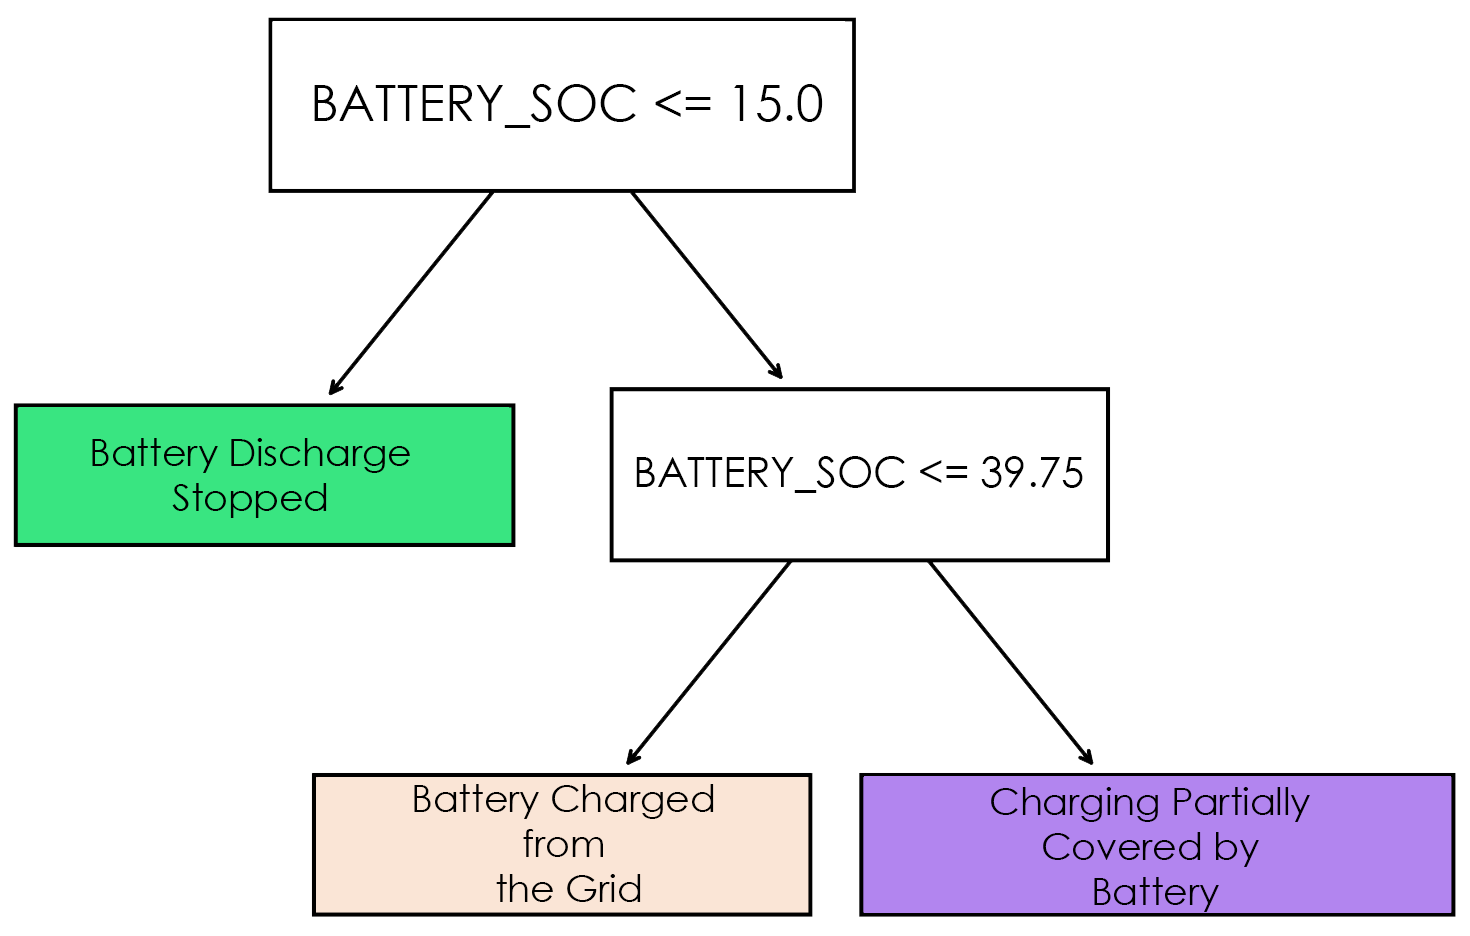 BATTERY_SOC <= 15.0
Battery Discharge
Stopped
BATTERY_SOC <= 39.75
Battery Charged
from
the Grid
Charging Partially
Covered by
Battery